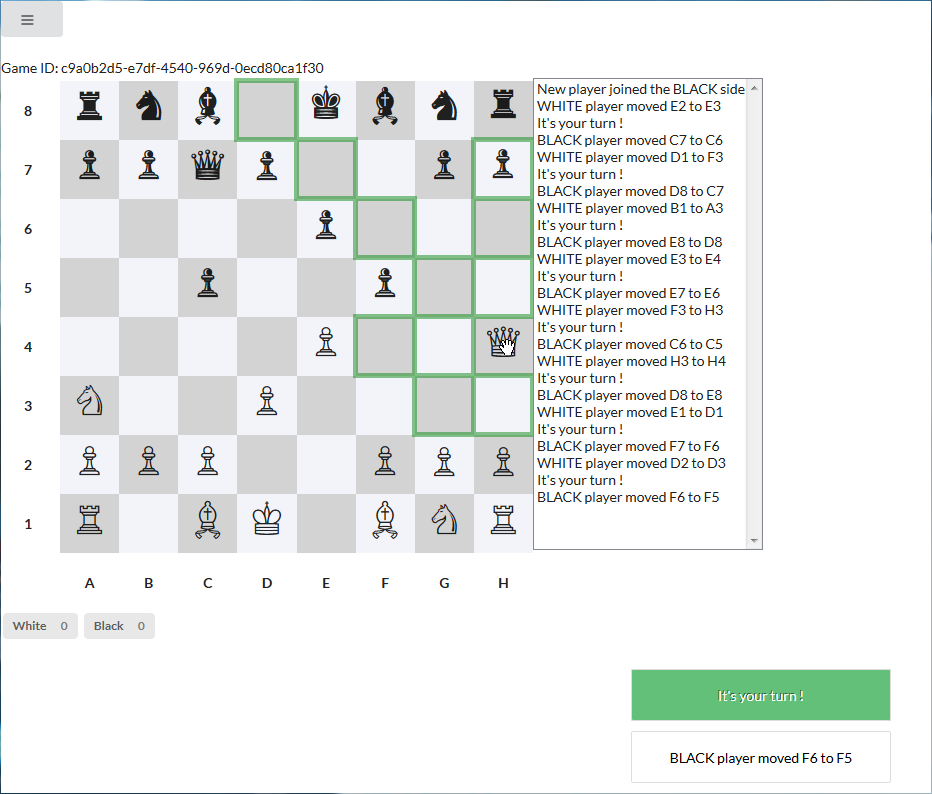 Game ID: c9a0b2d5-e7df-4540-969d-0ecd80ca1f30
8
7
6
5
4
3
2
1
A B C D E F G H
New player joined the BLACK side
WHITE player moved E2 to E3
It's your turn !
BLACK player moved C7 to C6
WHITE player moved D1 to F3
It's your turn !
BLACK player moved D8 to C7
WHITE player moved B1 to A3
It's your turn !
BLACK player moved E8 to D8
WHITE player moved E3 to E4
It's your turn !
BLACK player moved E7 to E6
WHITE player moved F3 to H3
It's your turn !
BLACK player moved C6 to C5
WHITE player moved H3 to H4
It's your turn !
BLACK player moved D8 to E8
WHITE player moved E1 to D1
It's your turn !
BLACK player moved F7 to F6
WHITE player moved D2 to D3
It's your turn !
BLACK player moved F6 to F5
White 0 Black 0
It's your turn !
BLACK player moved F6 to F5